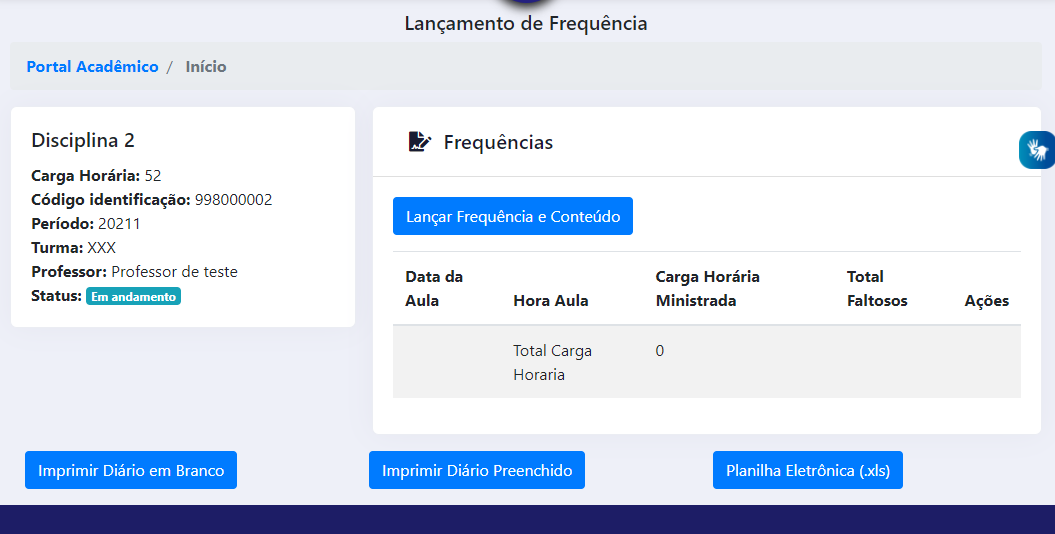 Lançamento de Frequência
Portal Acadêmico / Início
Disciplina 2
Carga Horária: 52
Código identificação: 998000002
Período: 20211
Turma: XXX
Professor: Professor de teste
Status: Em andamento
Frequências
Lançar Frequência e Conteúdo
Data da Aula
Hora Aula
Carga Horária Ministrada
Total Faltosos
Ações
Total Carga Horaria
0
Imprimir Diário em Branco
Imprimir Diário Preenchido
Planilha Eletrônica (.xls)